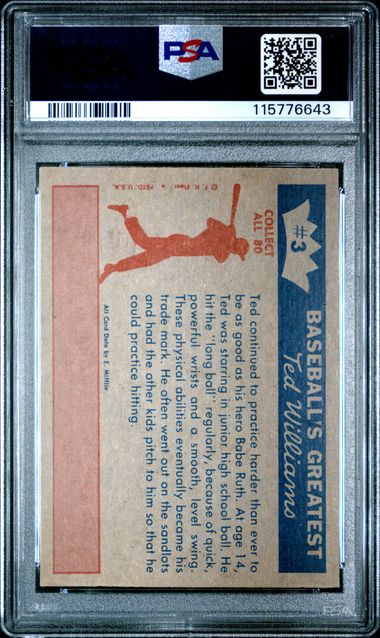 PSA
115776643
#3
BASEBALL'S GREATEST
Ted Williams
COLLECT
ALL 80
Ted continued to practice harder than ever to
be as good as his hero Babe Ruth. At age 14,
Ted was starring in junior high school ball. He
hit the "long ball" regularly, because of quick,
powerful wrists and a smooth, level swing.
These physical abilities eventually became his
trade mark. He often went out on the sandlots
and had the other kids pitch to him so that he
could practice hitting.
© F. H. Fleer • PRTD. U.S.A.
All Card Data by E. Mifflin
PSA